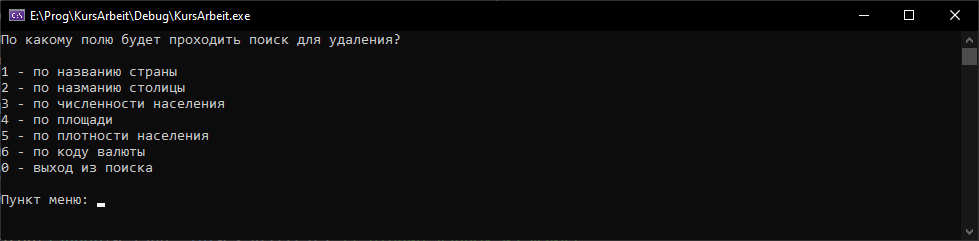 E:\Prog\KursArbeit\Debug\KursArbeit.exe
По какому полю будет проходить поиск для удаления?
1 - по названию страны
2 - по назманию столицы
3 - по численности населения
4 - по площади
5 - по плотности населения
6 - по коду валюты
0 - выход из поиска
Пункт меню: